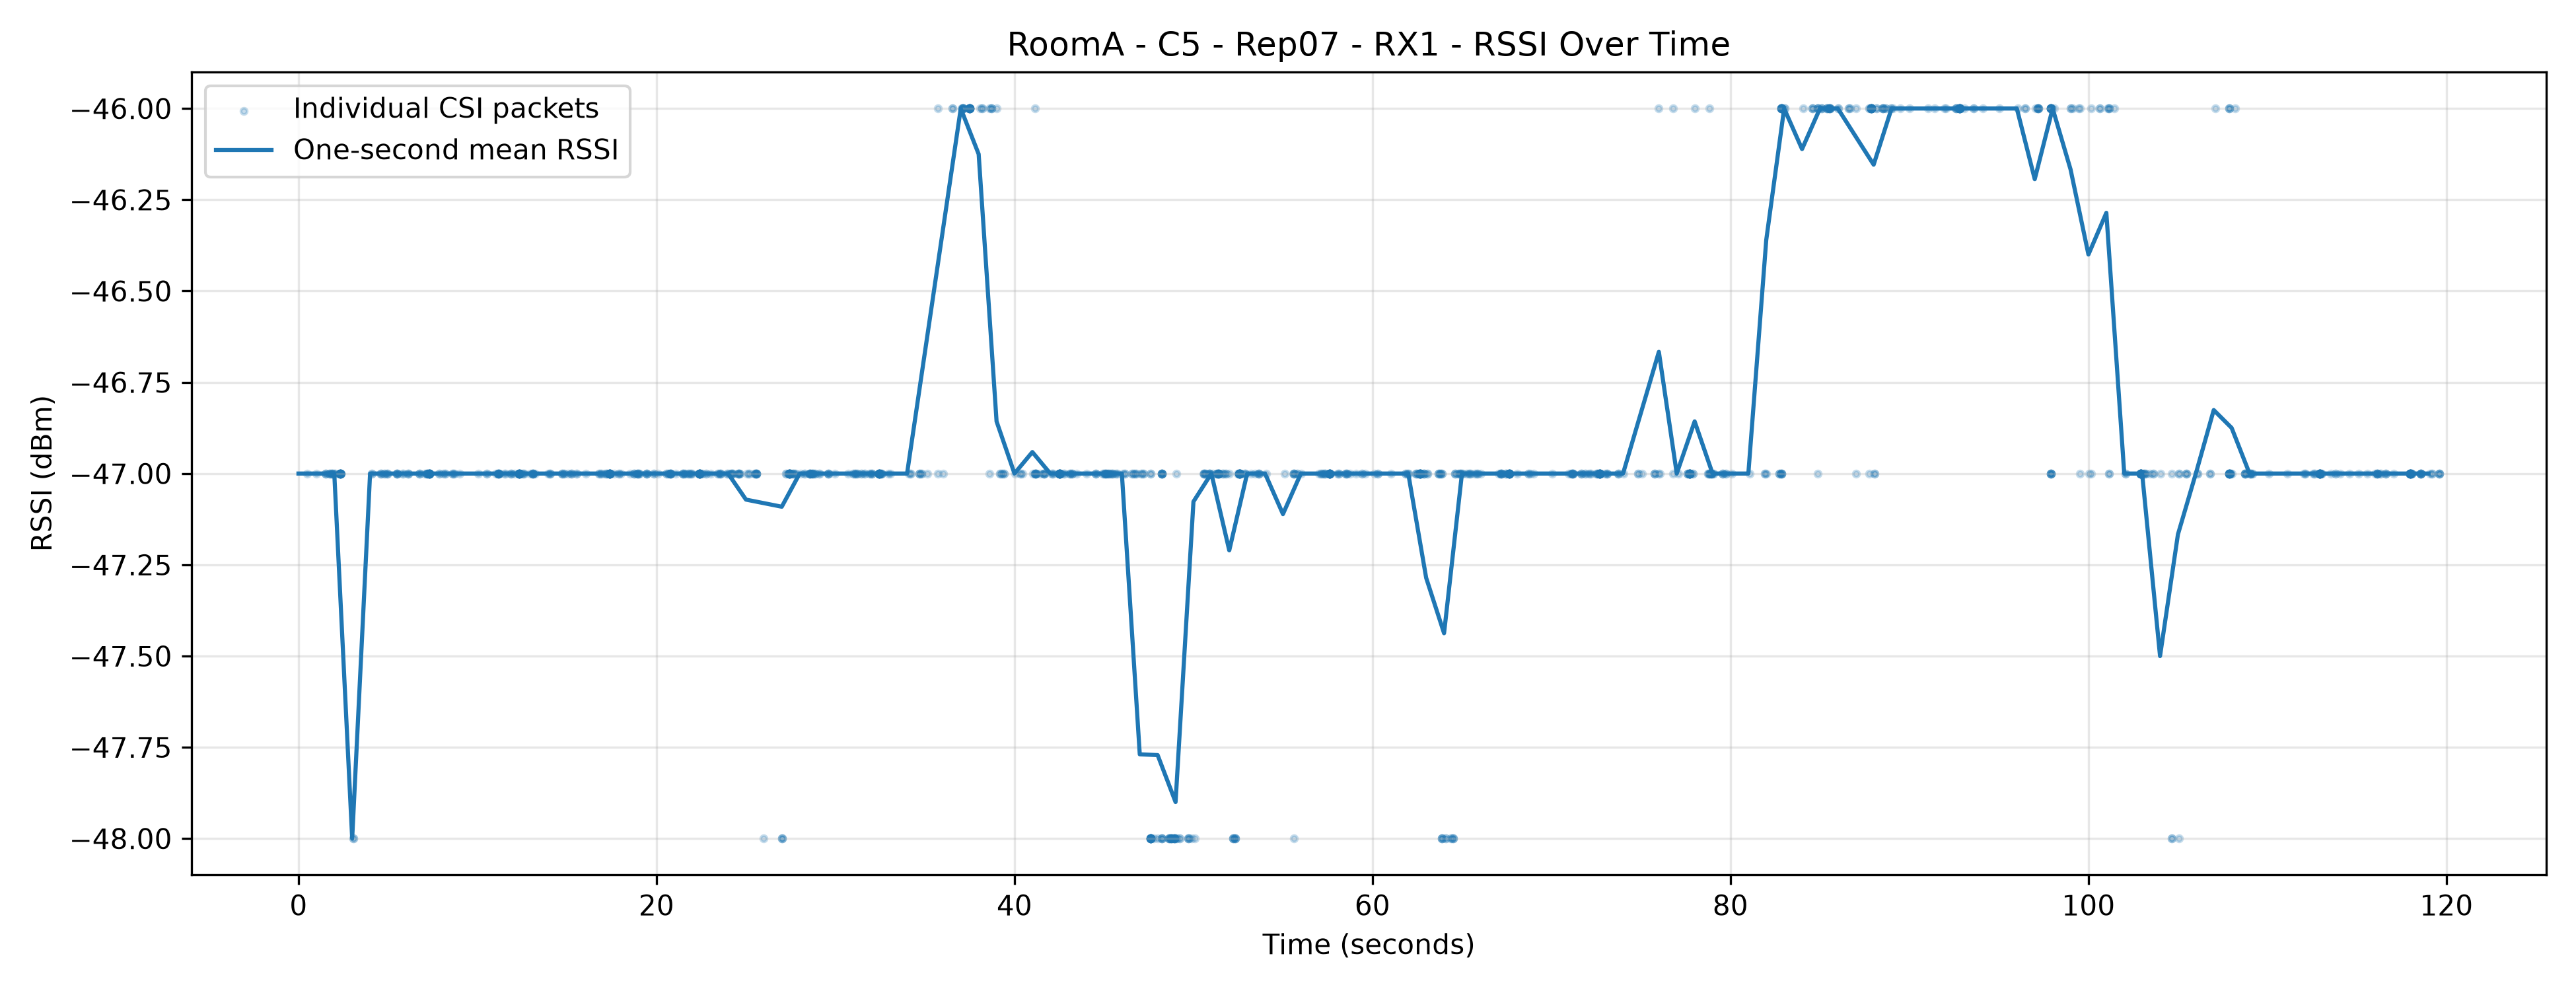 RoomA - C5 - Rep07 - RX1 - RSSI Over Time
Individual CSI packets
One-second mean RSSI
RSSI (dBm)
−46.00
−46.25
−46.50
−46.75
−47.00
−47.25
−47.50
−47.75
−48.00
0 20 40 60 80 100 120
Time (seconds)